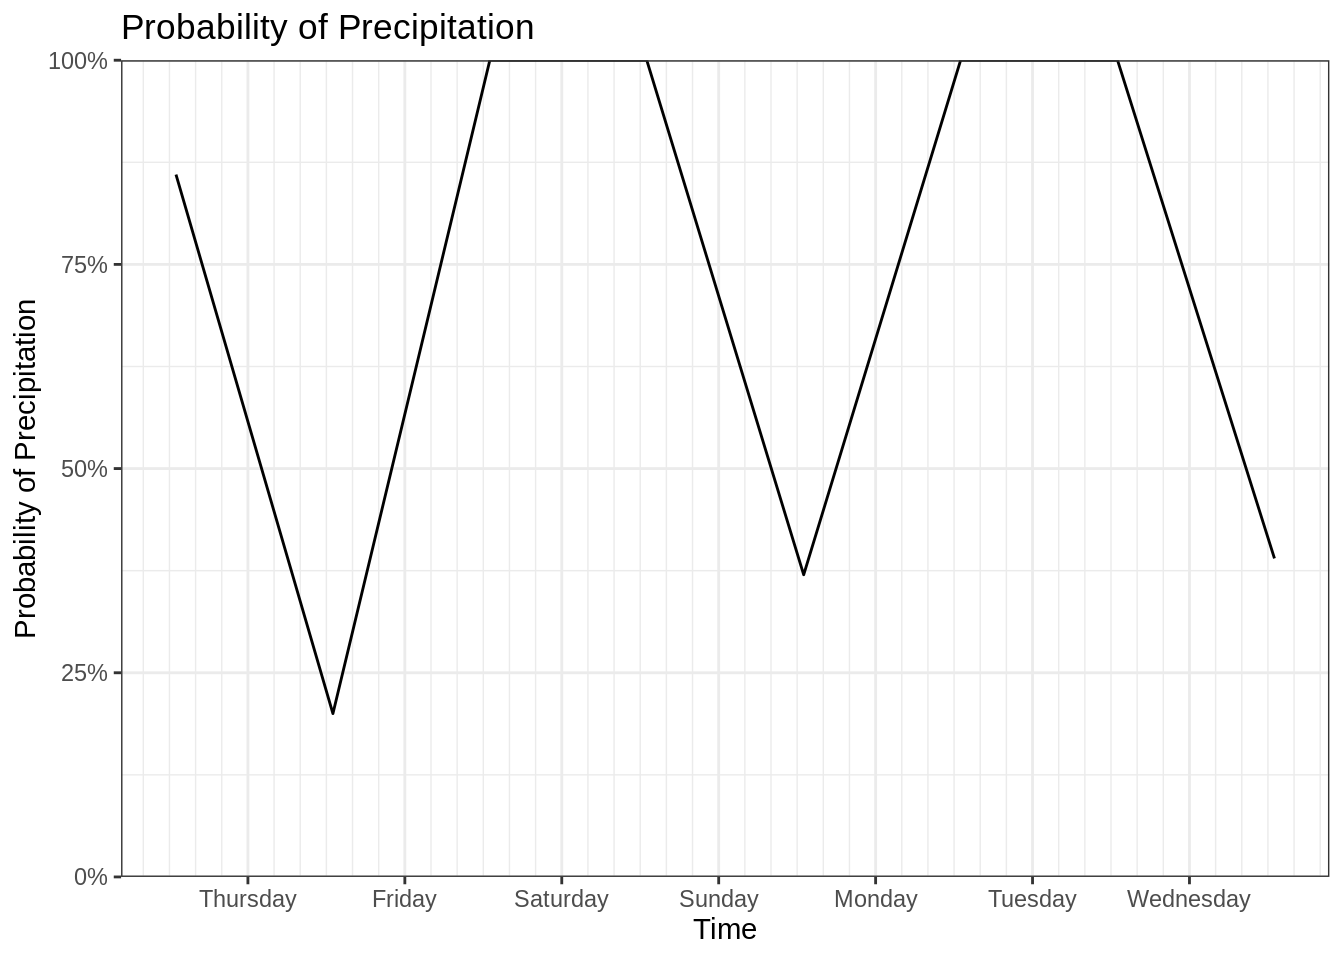 Probability of Precipitation
Probability of Precipitation
100%
75%
50%
25%
0%
Thursday Friday Saturday Sunday Monday Tuesday Wednesday
Time